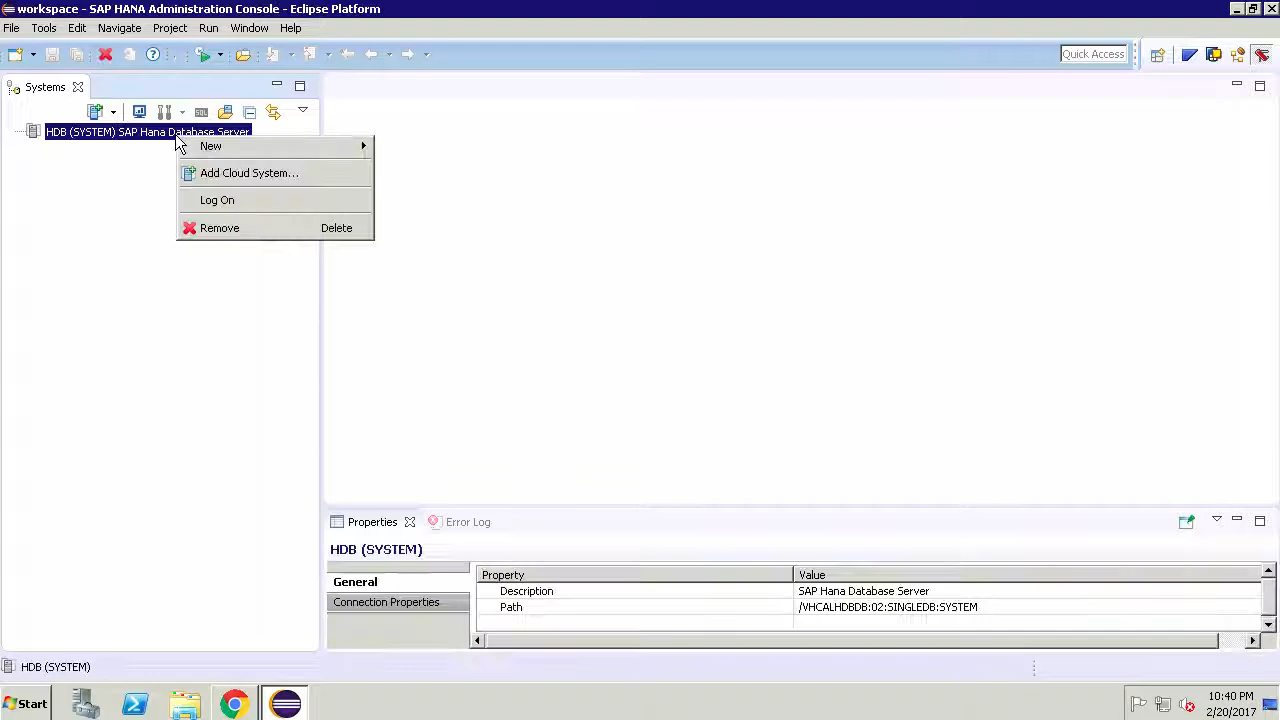 workspace - SAP HANA Administration Console - Eclipse Platform
File Tools Edit Navigate Project Run Window Help
Quick Access
Systems
SQL
HDB (SYSTEM) SAP Hana Database Server
New
Add Cloud System...
Log On
Remove Delete
Properties Error Log
HDB (SYSTEM)
General
Connection Properties
Property Value
Description SAP Hana Database Server
Path /VHCALHDBDB:02:SINGLEDB:SYSTEM
HDB (SYSTEM)
Start
10:40 PM
2/20/2017